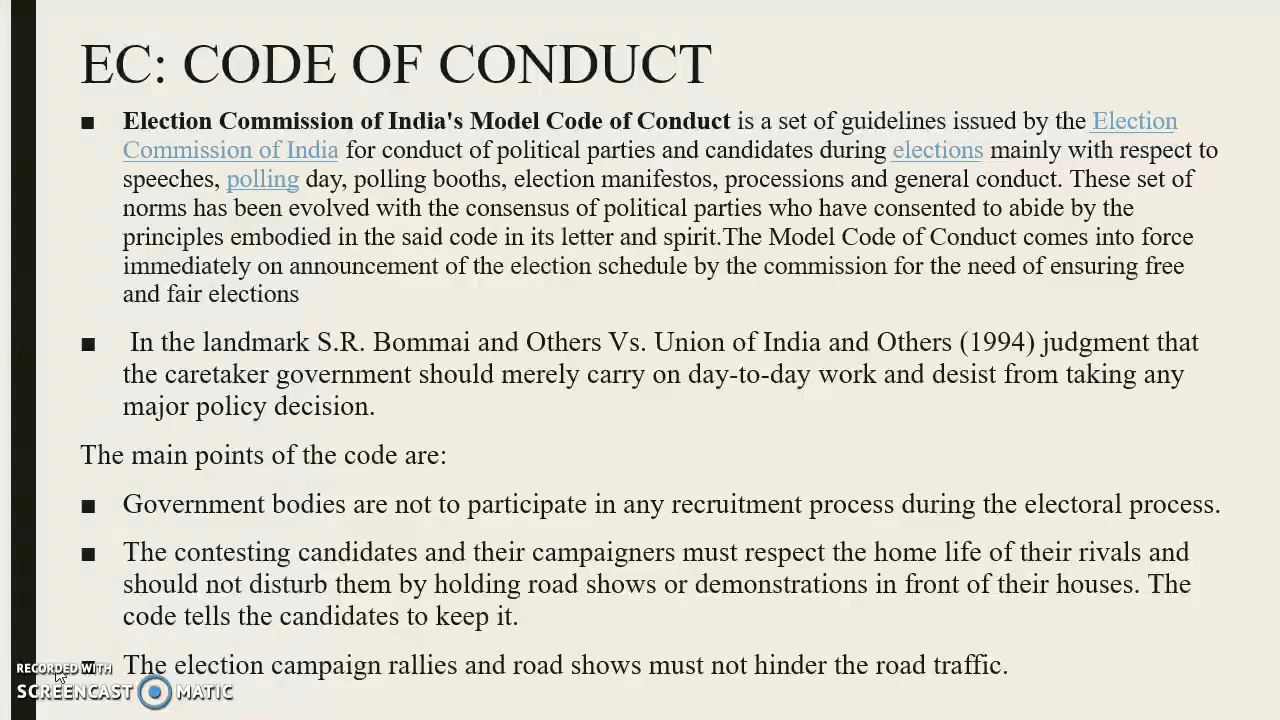 EC: CODE OF CONDUCT
■ Election Commission of India's Model Code of Conduct is a set of guidelines issued by the Election
Commission of India for conduct of political parties and candidates during elections mainly with respect to
speeches, polling day, polling booths, election manifestos, processions and general conduct. These set of
norms has been evolved with the consensus of political parties who have consented to abide by the
principles embodied in the said code in its letter and spirit.The Model Code of Conduct comes into force
immediately on announcement of the election schedule by the commission for the need of ensuring free
and fair elections
■ In the landmark S.R. Bommai and Others Vs. Union of India and Others (1994) judgment that
the caretaker government should merely carry on day-to-day work and desist from taking any
major policy decision.
The main points of the code are:
■ Government bodies are not to participate in any recruitment process during the electoral process.
■ The contesting candidates and their campaigners must respect the home life of their rivals and
should not disturb them by holding road shows or demonstrations in front of their houses. The
code tells the candidates to keep it.
■ The election campaign rallies and road shows must not hinder the road traffic.
RECORDED WITH
SCREENCAST MATIC